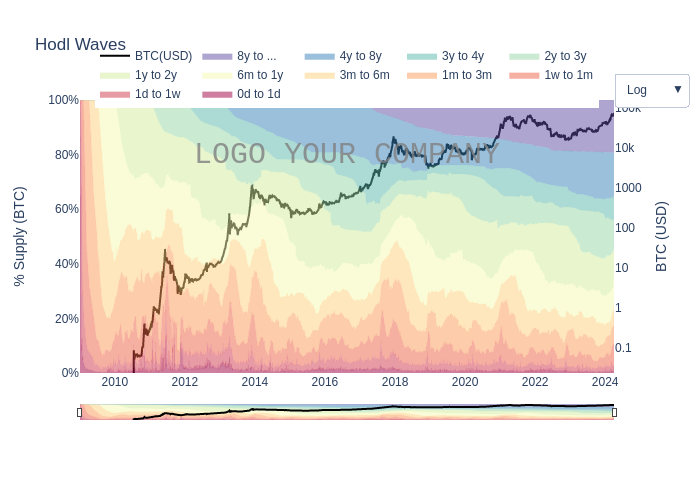 Hodl Waves
BTC(USD) 8y to ... 4y to 8y 3y to 4y 2y to 3y
1y to 2y 6m to 1y 3m to 6m 1m to 3m 1w to 1m
1d to 1w 0d to 1d
Log ▼
100%
80%
60%
40%
20%
0%
% Supply (BTC)
LOGO YOUR COMPANY
100k
10k
1000
100
10
1
0.1
BTC (USD)
2010 2012 2014 2016 2018 2020 2022 2024